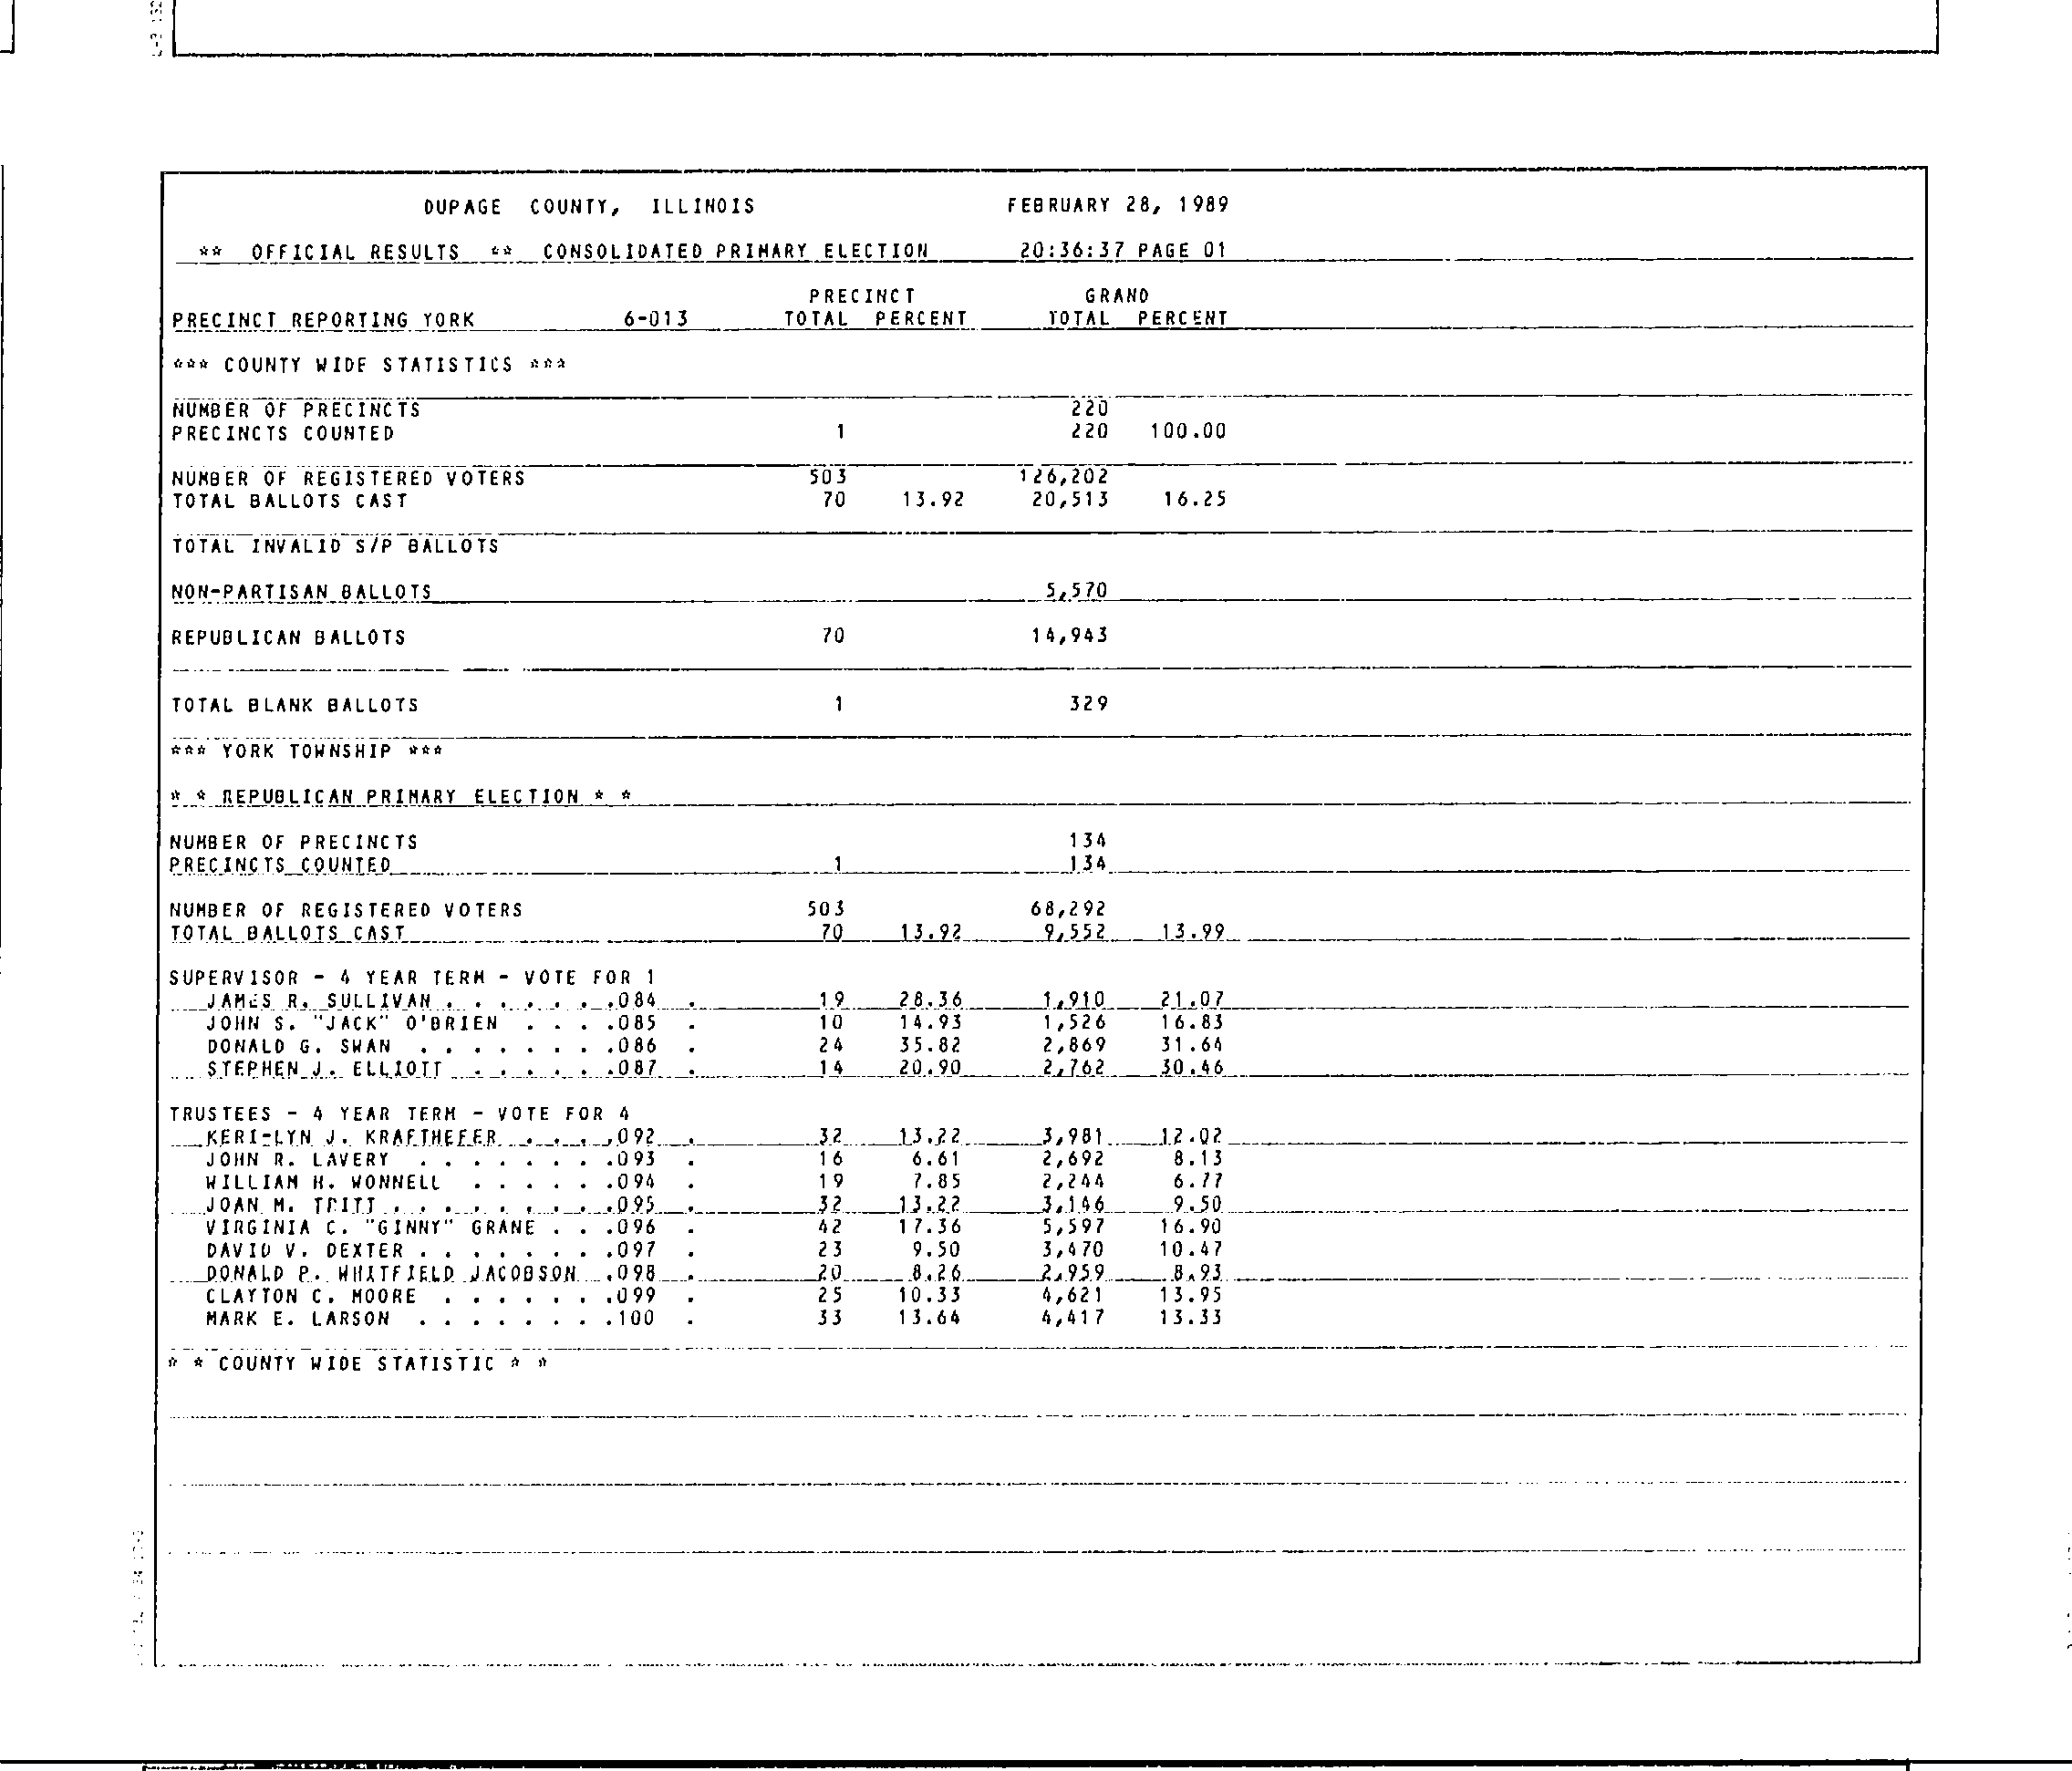 DUPAGE COUNTY, ILLINOIS FEBRUARY 28, 1989
** OFFICIAL RESULTS ** CONSOLIDATED PRIMARY ELECTION 20:36:37 PAGE 01
PRECINCT GRAND
PRECINCT REPORTING YORK 6-013 TOTAL PERCENT TOTAL PERCENT
*** COUNTY WIDE STATISTICS ***
NUMBER OF PRECINCTS 220
PRECINCTS COUNTED 1 220 100.00
NUMBER OF REGISTERED VOTERS 503 126,202
TOTAL BALLOTS CAST 70 13.92 20,513 16.25
TOTAL INVALID S/P BALLOTS
NON-PARTISAN BALLOTS 5,570
REPUBLICAN BALLOTS 70 14,943
TOTAL BLANK BALLOTS 1 329
*** YORK TOWNSHIP ***
* * REPUBLICAN PRIMARY ELECTION * *
NUMBER OF PRECINCTS 134
PRECINCTS COUNTED 1 134
NUMBER OF REGISTERED VOTERS 503 68,292
TOTAL BALLOTS CAST 70 13.92 9,552 13.99
SUPERVISOR - 4 YEAR TERM - VOTE FOR 1
JAMES R. SULLIVAN . . . . . . .084 . 19 28.36 1,910 21.07
JOHN S. "JACK" O'BRIEN . . . .085 . 10 14.93 1,526 16.83
DONALD G. SWAN . . . . . . . .086 . 24 35.82 2,869 31.64
STEPHEN J. ELLIOTT . . . . . .087 . 14 20.90 2,762 30.46
TRUSTEES - 4 YEAR TERM - VOTE FOR 4
KERI-LYN J. KRAFTHEFER . . . .092 . 32 13.22 3,981 12.02
JOHN R. LAVERY . . . . . . . .093 . 16 6.61 2,692 8.13
WILLIAM H. WONNELL . . . . . .094 . 19 7.85 2,244 6.77
JOAN M. TRITT . . . . . . . . .095 . 32 13.22 3,146 9.50
VIRGINIA C. "GINNY" GRANE . . .096 . 42 17.36 5,597 16.90
DAVID V. DEXTER . . . . . . . .097 . 23 9.50 3,470 10.47
DONALD P. WHITFIELD JACOBSON .098 . 20 8.26 2,959 8.93
CLAYTON C. MOORE . . . . . . .099 . 25 10.33 4,621 13.95
MARK E. LARSON . . . . . . . .100 . 33 13.64 4,417 13.33
* * COUNTY WIDE STATISTIC * *